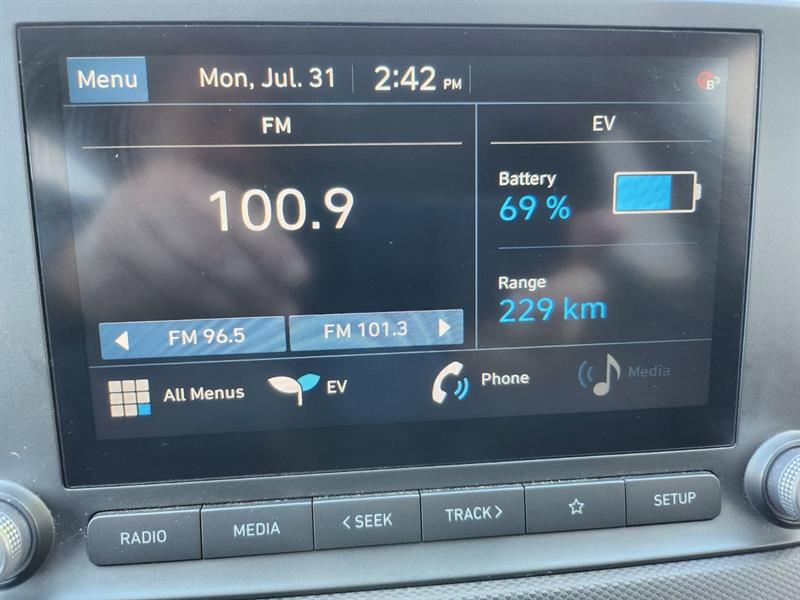 Menu Mon, Jul. 31 2:42 PM B
FM
100.9
FM 96.5 FM 101.3
EV
Battery
69 %
Range
229 km
All Menus EV Phone Media
RADIO MEDIA < SEEK TRACK > SETUP